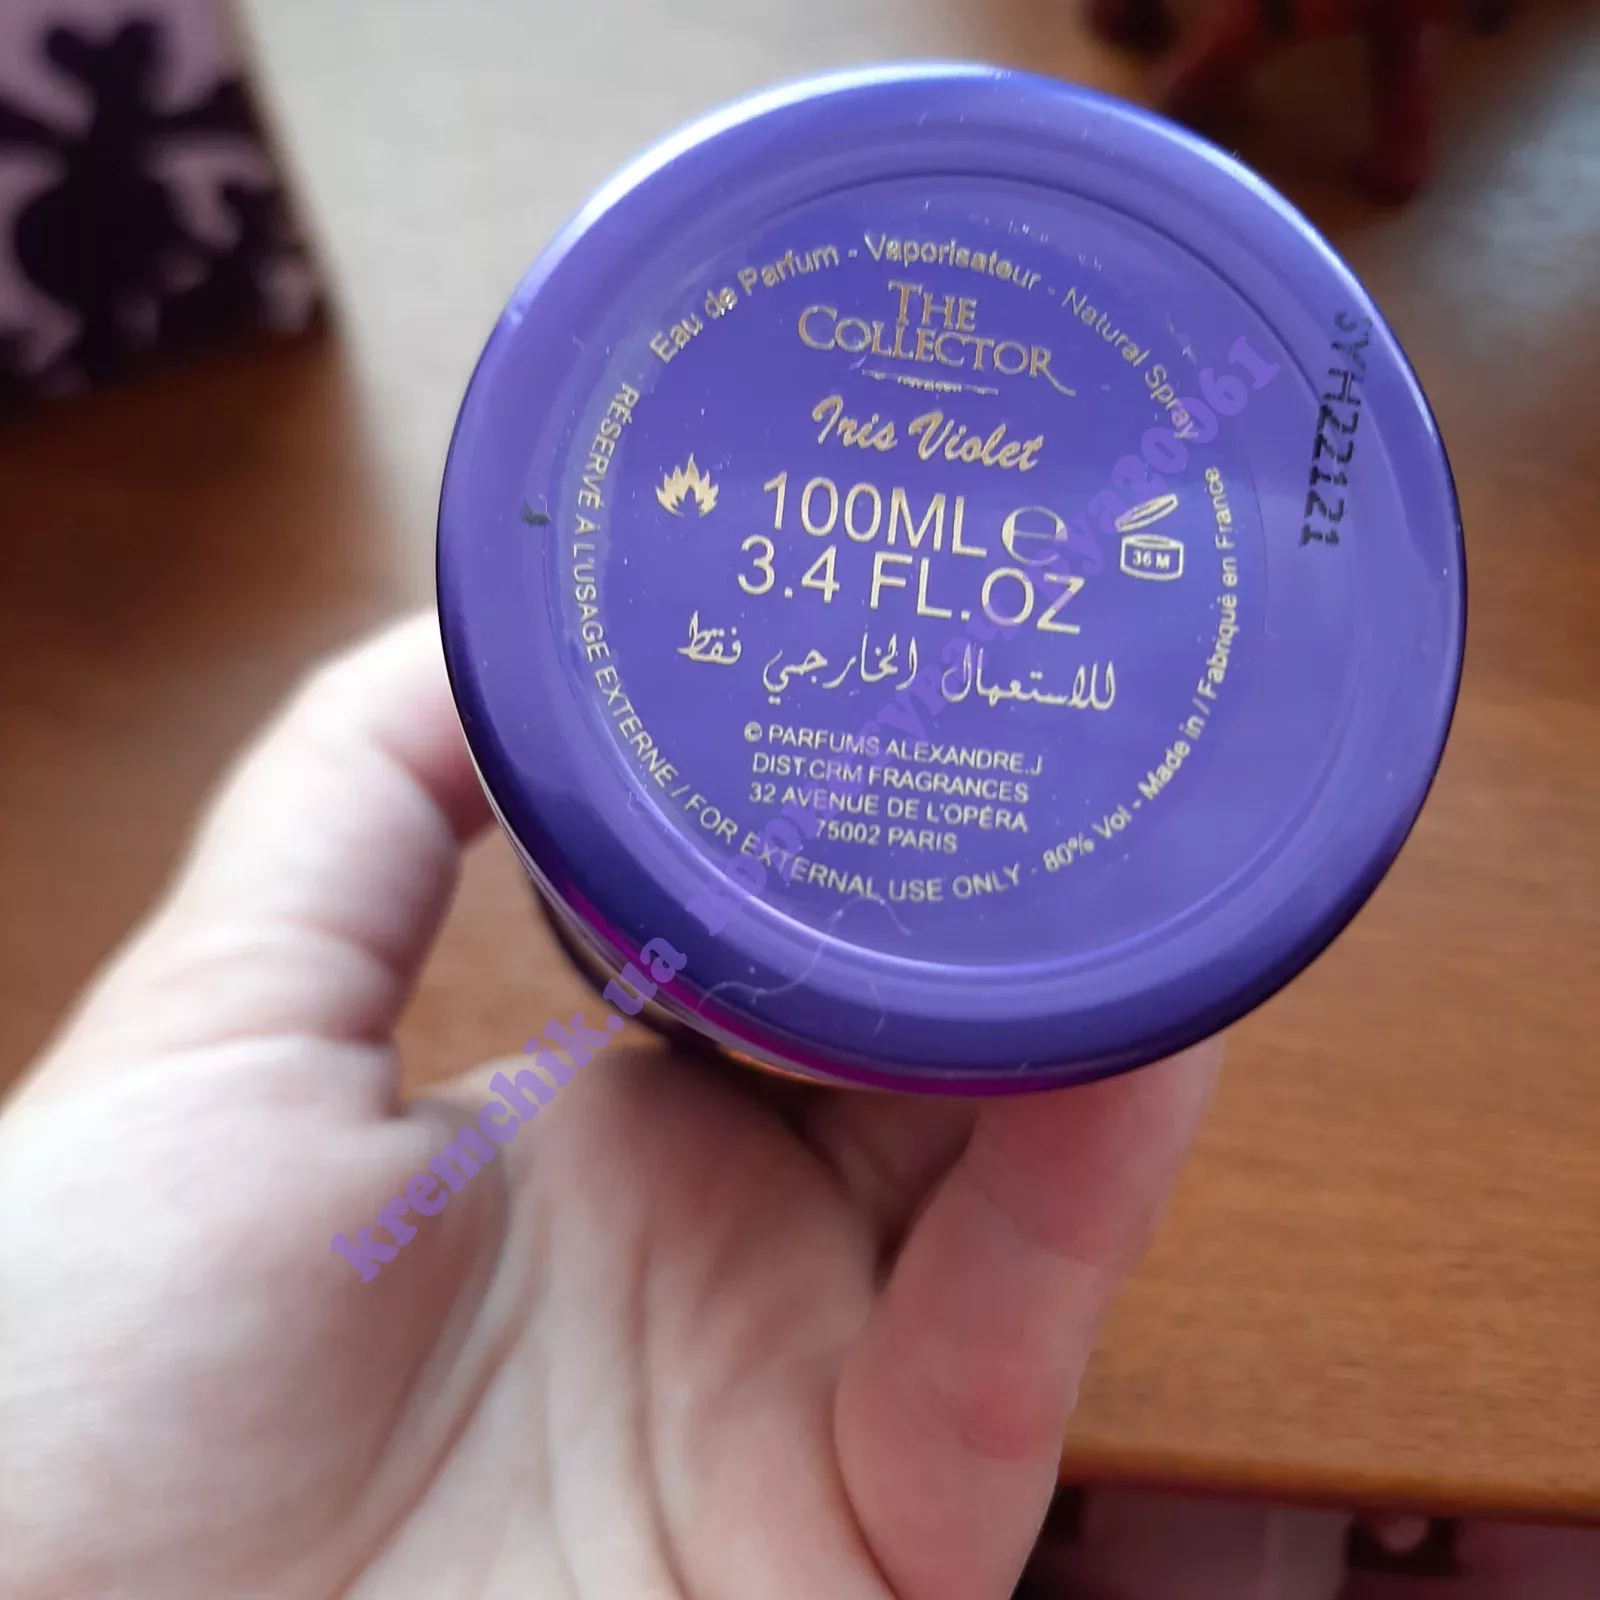 Eau de Parfum - Vaporisateur - Natural Spray
THE
COLLECTOR
Iris Violet
100ML e
36 M
3.4 FL.OZ
للاستعمال الخارجي فقط
© PARFUMS ALEXANDRE.J
DIST.CRM FRAGRANCES
32 AVENUE DE L'OPÉRA
75002 PARIS
RÉSERVÉ À L'USAGE EXTERNE / FOR EXTERNAL USE ONLY - 80% Vol - Made in / Fabriqué en France
kremchik.ua